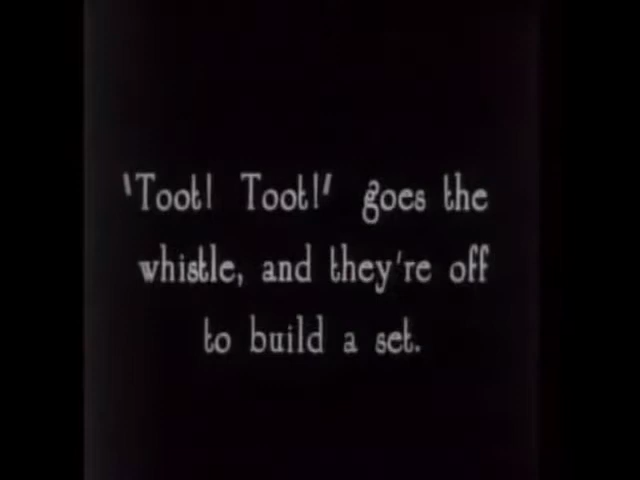 "Toot! Toot!" goes the
whistle, and they're off
to build a set.